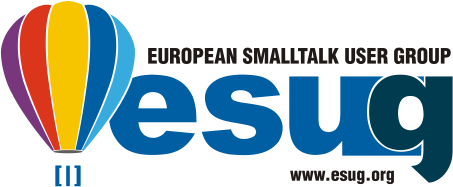 EUROPEAN SMALLTALK USER GROUP
esug
[|]
www.esug.org